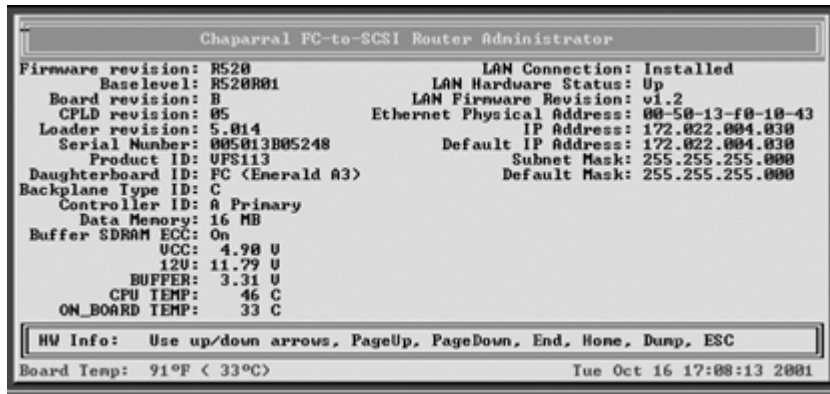 Chaparral FC-to-SCSI Router Administrator
Firmware revision: R520 LAN Connection: Installed
Baselevel: R520R01 LAN Hardware Status: Up
Board revision: B LAN Firmware Revision: v1.2
CPLD revision: 05 Ethernet Physical Address: 00-50-13-f0-10-43
Loader revision: 5.014 IP Address: 172.022.004.030
Serial Number: 005013B05248 Default IP Address: 172.022.004.030
Product ID: VFS113 Subnet Mask: 255.255.255.000
Daughterboard ID: FC (Emerald A3) Default Mask: 255.255.255.000
Backplane Type ID: C
Controller ID: A Primary
Data Memory: 16 MB
Buffer SDRAM ECC: On
VCC: 4.90 V
12V: 11.79 V
BUFFER: 3.31 V
CPU TEMP: 46 C
ON_BOARD TEMP: 33 C
HW Info: Use up/down arrows, PageUp, PageDown, End, Home, Dump, ESC
Board Temp: 91ºF ( 33ºC) Tue Oct 16 17:08:13 2001